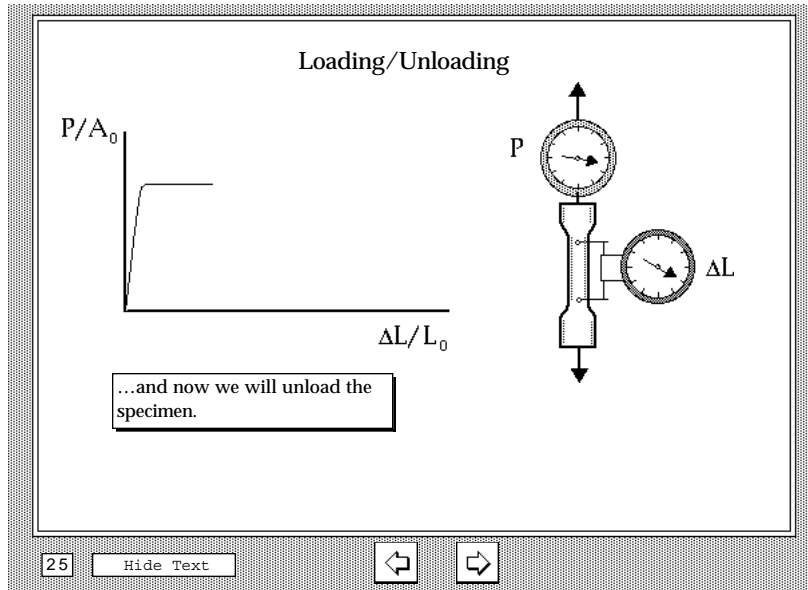 Loading/Unloading
P/A₀
ΔL/L₀
P
ΔL
…and now we will unload the
specimen.
25
Hide Text